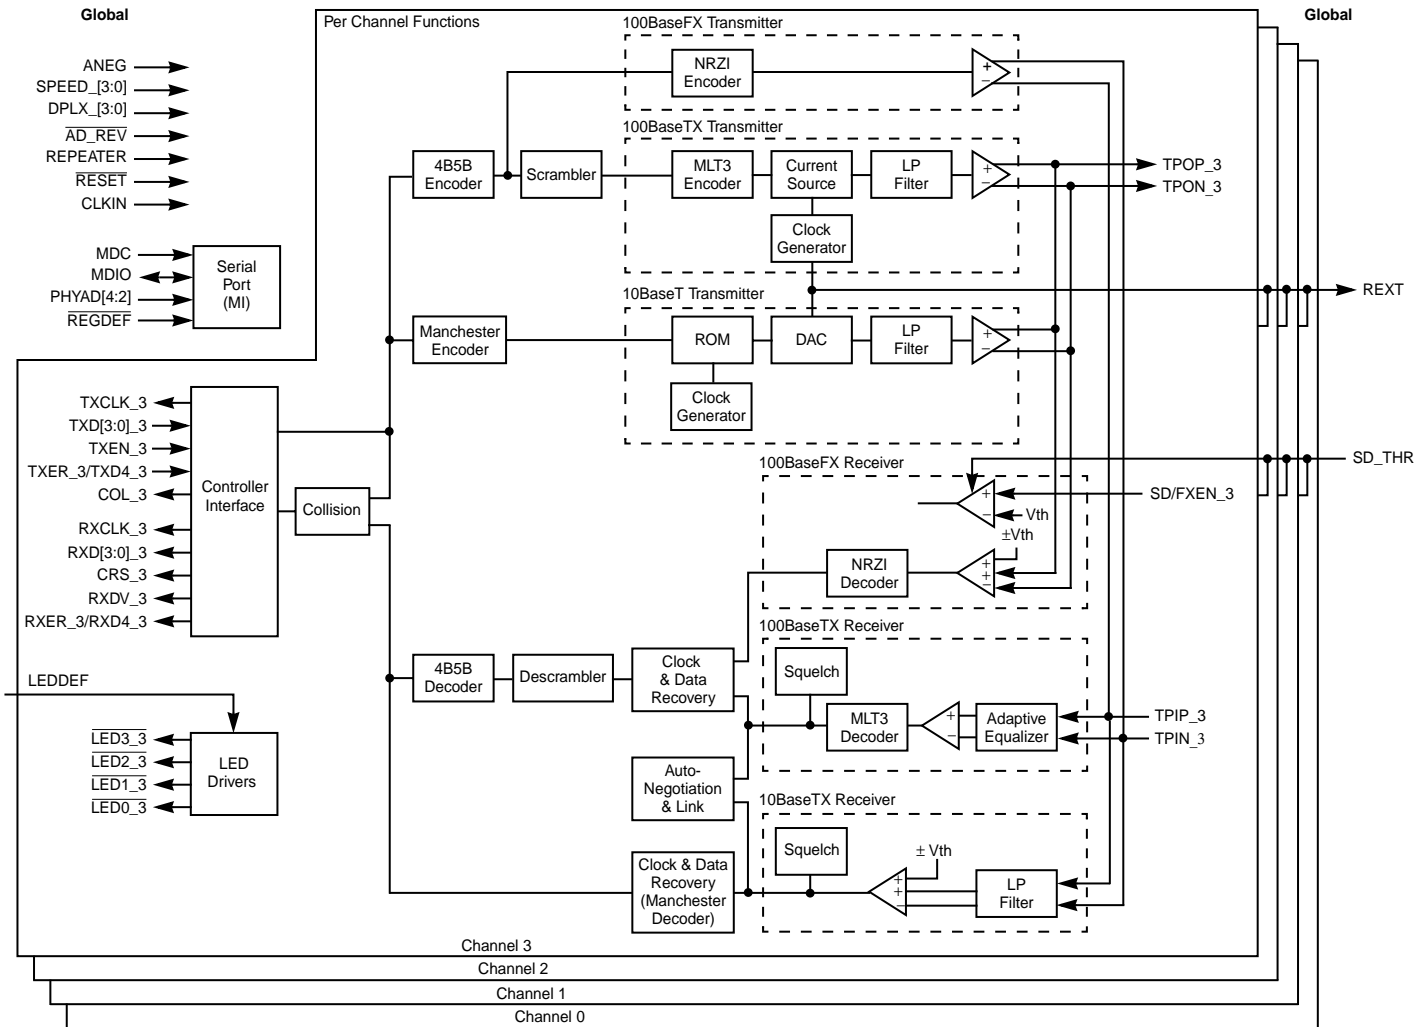 Global
Global
Per Channel Functions
ANEG
SPEED_[3:0]
DPLX_[3:0]
AD_REV
REPEATER
RESET
CLKIN
MDC
MDIO
PHYAD[4:2]
REGDEF
Serial
Port
(MI)
100BaseFX Transmitter
NRZI
Encoder
+
−
100BaseTX Transmitter
4B5B
Encoder
Scrambler
MLT3
Encoder
Current
Source
LP
Filter
+
−
Clock
Generator
TPOP_3
TPON_3
REXT
10BaseT Transmitter
Manchester
Encoder
ROM
DAC
LP
Filter
+
−
Clock
Generator
TXCLK_3
TXD[3:0]_3
TXEN_3
TXER_3/TXD4_3
COL_3
RXCLK_3
RXD[3:0]_3
CRS_3
RXDV_3
RXER_3/RXD4_3
Controller
Interface
Collision
100BaseFX Receiver
SD_THR
+
−
SD/FXEN_3
Vth
±Vth
NRZI
Decoder
+
+
−
100BaseTX Receiver
4B5B
Decoder
Descrambler
Clock
& Data
Recovery
Squelch
MLT3
Decoder
+
−
Adaptive
Equalizer
TPIP_3
TPIN_3
LEDDEF
LED3_3
LED2_3
LED1_3
LED0_3
LED
Drivers
Auto-
Negotiation
& Link
10BaseTX Receiver
Clock & Data
Recovery
(Manchester
Decoder)
Squelch
± Vth
+
+
−
LP
Filter
Channel 3
Channel 2
Channel 1
Channel 0